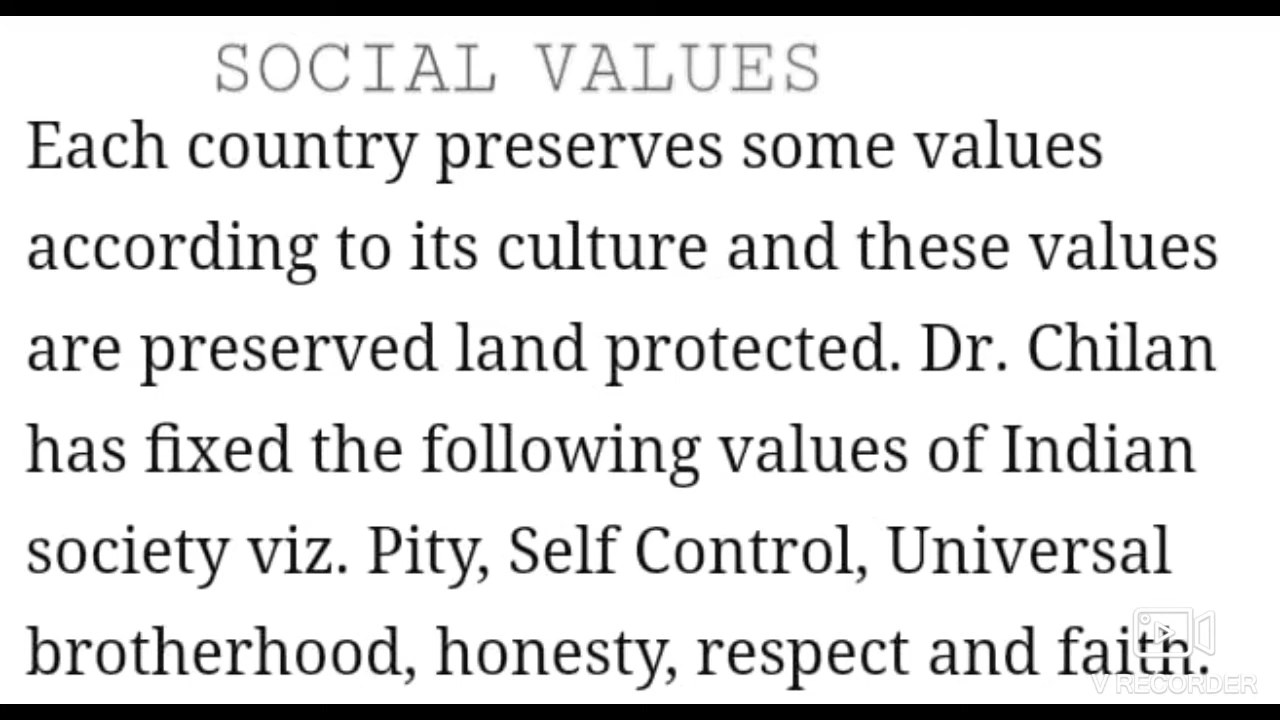 SOCIAL VALUES
Each country preserves some values
according to its culture and these values
are preserved land protected. Dr. Chilan
has fixed the following values of Indian
society viz. Pity, Self Control, Universal
brotherhood, honesty, respect and faith.
V RECORDER